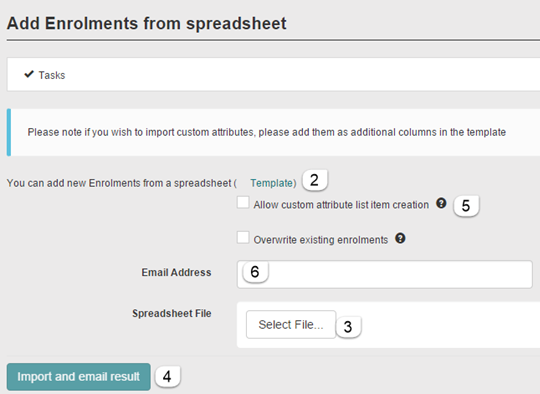 Add Enrolments from spreadsheet
Tasks
Please note if you wish to import custom attributes, please add them as additional columns in the template
You can add new Enrolments from a spreadsheet ( Template) 2
Allow custom attribute list item creation ? 5
Overwrite existing enrolments ?
Email Address 6
Spreadsheet File
Select File... 3
Import and email result 4